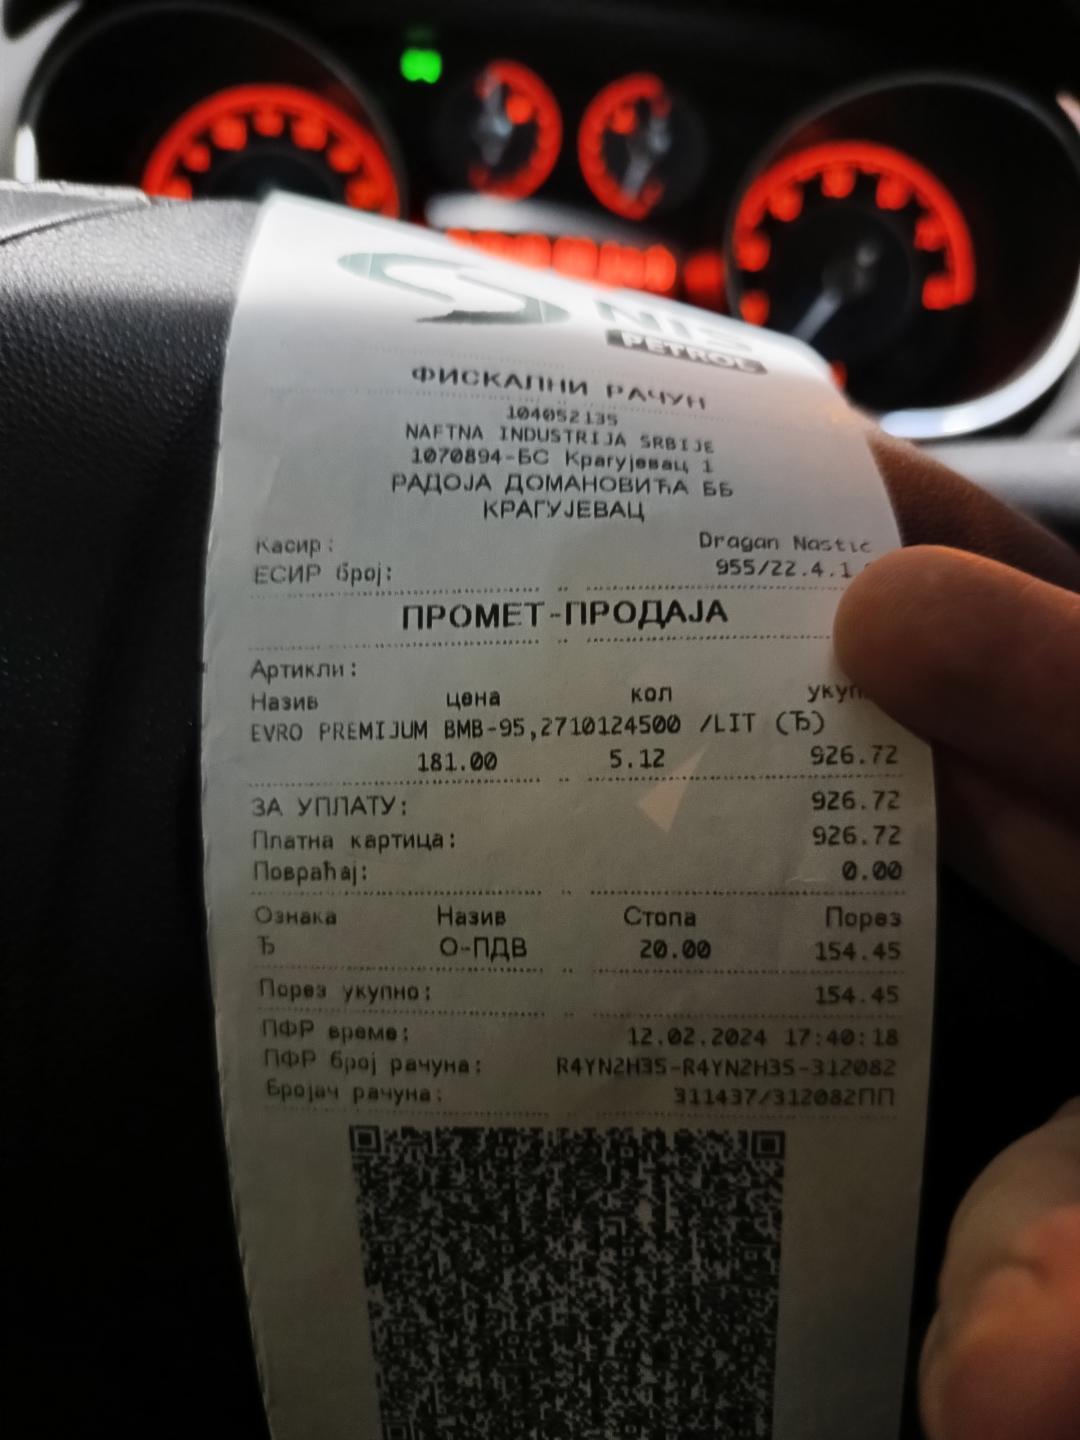 NIS
PETROL
ФИСКАЛНИ РАЧУН
104052135
NAFTNA INDUSTRIJA SRBIJE
1070894-БС Крагујевац 1
РАДОЈА ДОМАНОВИЋА ББ
КРАГУЈЕВАЦ
Касир: Dragan Nastic
ЕСИР број: 955/22.4.1
ПРОМЕТ-ПРОДАЈА
Артикли:
Назив цена кол
EVRO PREMIJUM BMB-95,2710124500 /LIT (Ђ)
181.00 5.12 926.72
ЗА УПЛАТУ: 926.72
Платна картица: 926.72
Повраћај: 0.00
Ознака Назив Стопа Порез
Ђ О-ПДВ 20.00 154.45
Порез укупно: 154.45
ПФР време: 12.02.2024 17:40:18
ПФР број рачуна: R4YN2H35-R4YN2H35-312082
Бројач рачуна: 311437/312082ПП